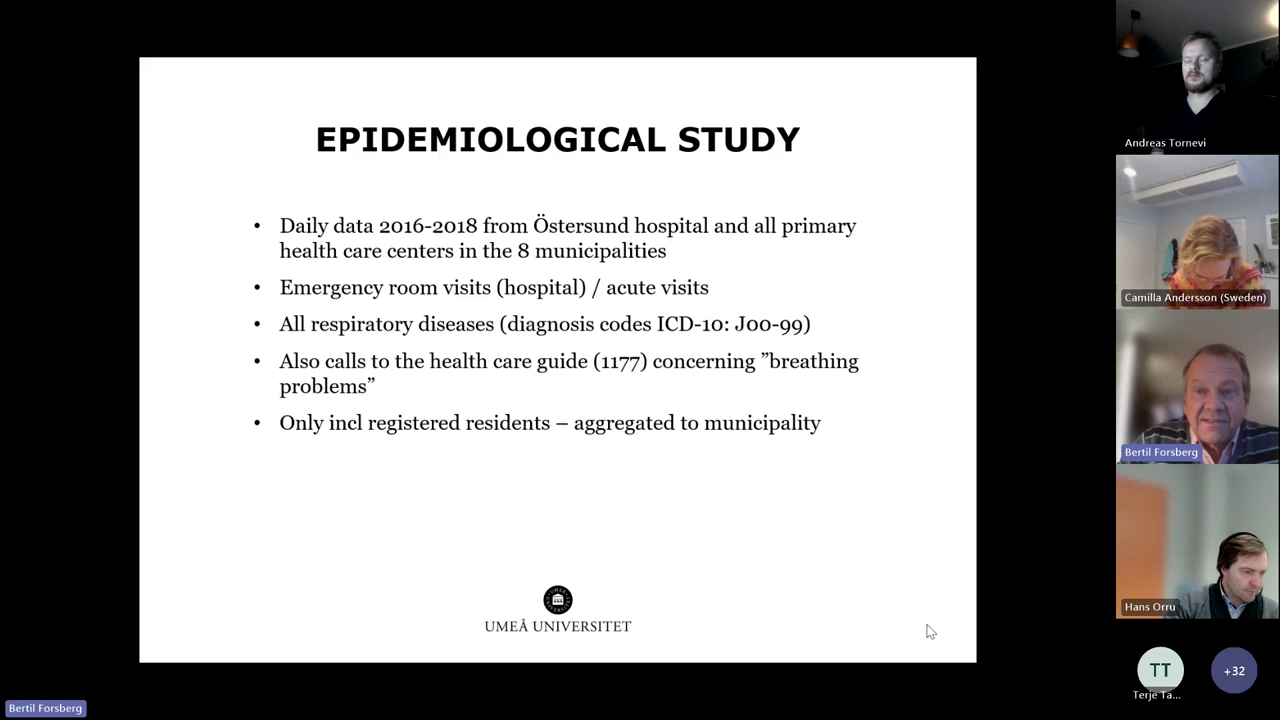 EPIDEMIOLOGICAL STUDY
• Daily data 2016-2018 from Östersund hospital and all primary
health care centers in the 8 municipalities
• Emergency room visits (hospital) / acute visits
• All respiratory diseases (diagnosis codes ICD-10: J00-99)
• Also calls to the health care guide (1177) concerning ”breathing
problems”
• Only incl registered residents – aggregated to municipality
UMEÅ UNIVERSITET
Andreas Tornevi
Camilla Andersson (Sweden)
Bertil Forsberg
Hans Orru
TT
Terje Ta...
+32
Bertil Forsberg